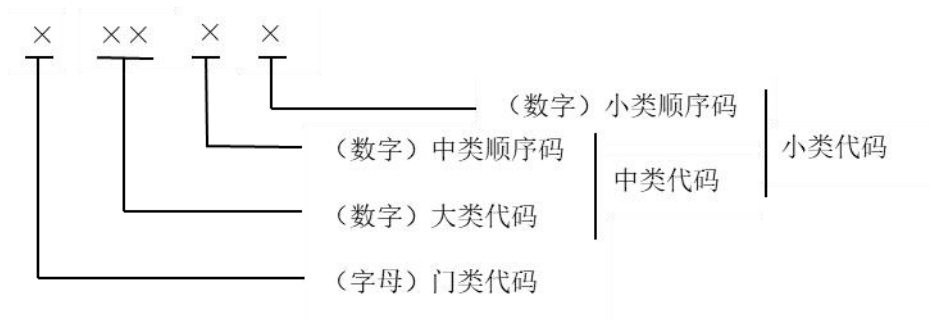 × ×× × ×
（数字）小类顺序码
小类代码
（数字）中类顺序码
中类代码
（数字）大类代码
（字母）门类代码